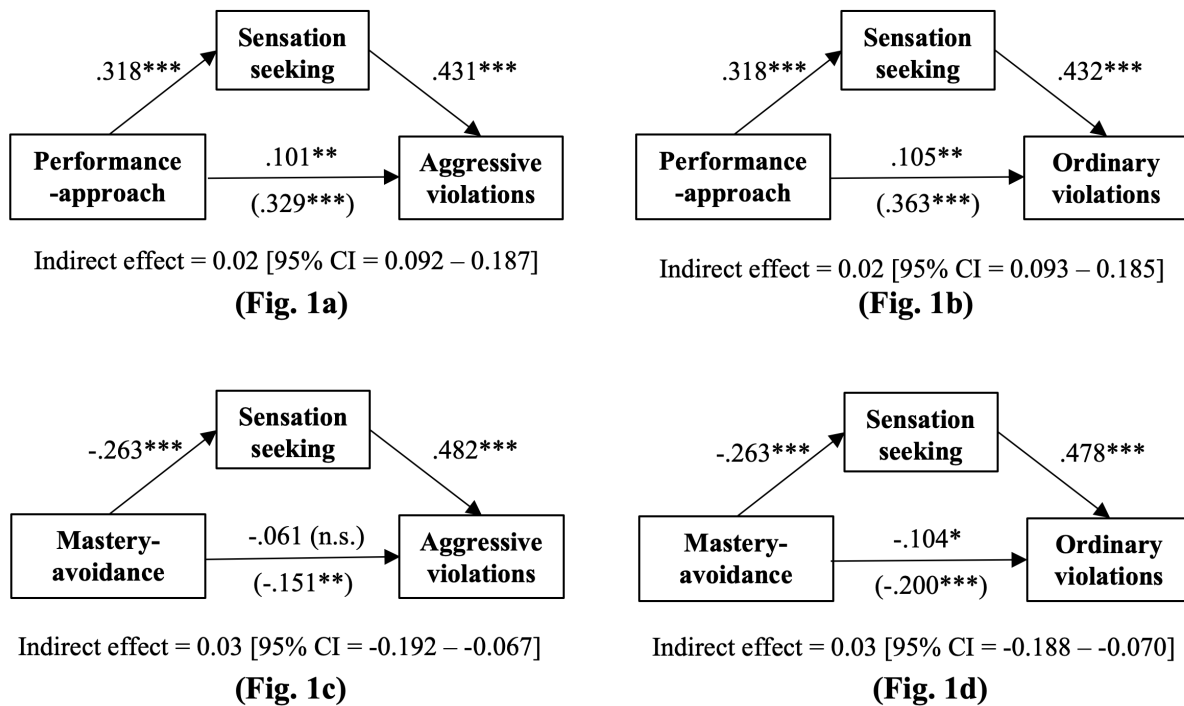 Sensation
seeking
.318***
.431***
Performance
-approach
.101**
(.329***)
Aggressive
violations
Indirect effect = 0.02 [95% CI = 0.092 – 0.187]
(Fig. 1a)
Sensation
seeking
.318***
.432***
Performance
-approach
.105**
(.363***)
Ordinary
violations
Indirect effect = 0.02 [95% CI = 0.093 – 0.185]
(Fig. 1b)
Sensation
seeking
-.263***
.482***
Mastery-
avoidance
-.061 (n.s.)
(-.151**)
Aggressive
violations
Indirect effect = 0.03 [95% CI = -0.192 – -0.067]
(Fig. 1c)
Sensation
seeking
-.263***
.478***
Mastery-
avoidance
-.104*
(-.200***)
Ordinary
violations
Indirect effect = 0.03 [95% CI = -0.188 – -0.070]
(Fig. 1d)